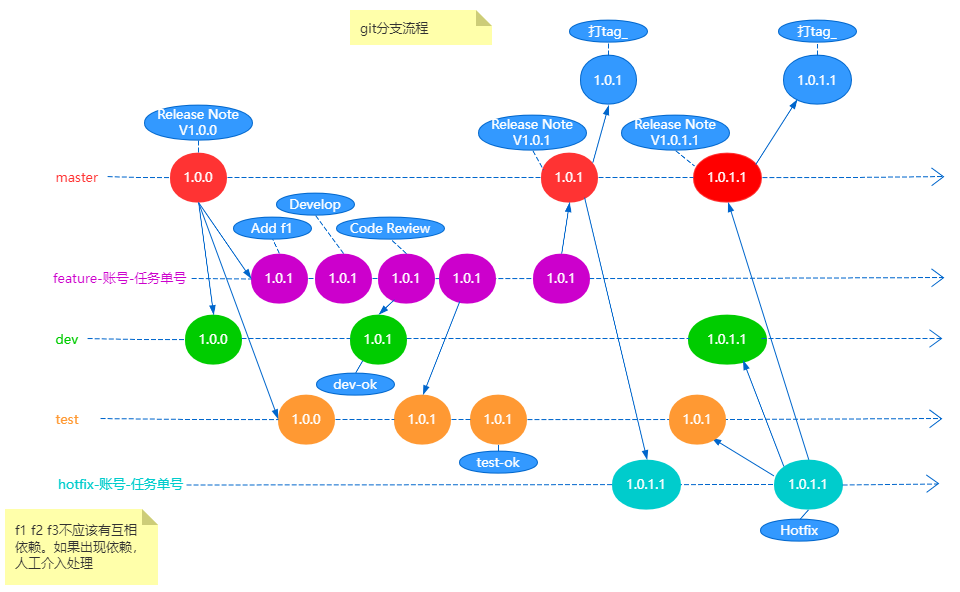 git分支流程
打tag_
打tag_
1.0.1
1.0.1.1
Release Note
V1.0.0
Release Note
V1.0.1
Release Note
V1.0.1.1
master
1.0.0
1.0.1
1.0.1.1
Develop
Add f1
Code Review
feature-账号-任务单号
1.0.1
1.0.1
1.0.1
1.0.1
1.0.1
dev
1.0.0
1.0.1
1.0.1.1
dev-ok
test
1.0.0
1.0.1
1.0.1
1.0.1
test-ok
hotfix-账号-任务单号
1.0.1.1
1.0.1.1
Hotfix
f1 f2 f3不应该有互相
依赖。如果出现依赖，
人工介入处理